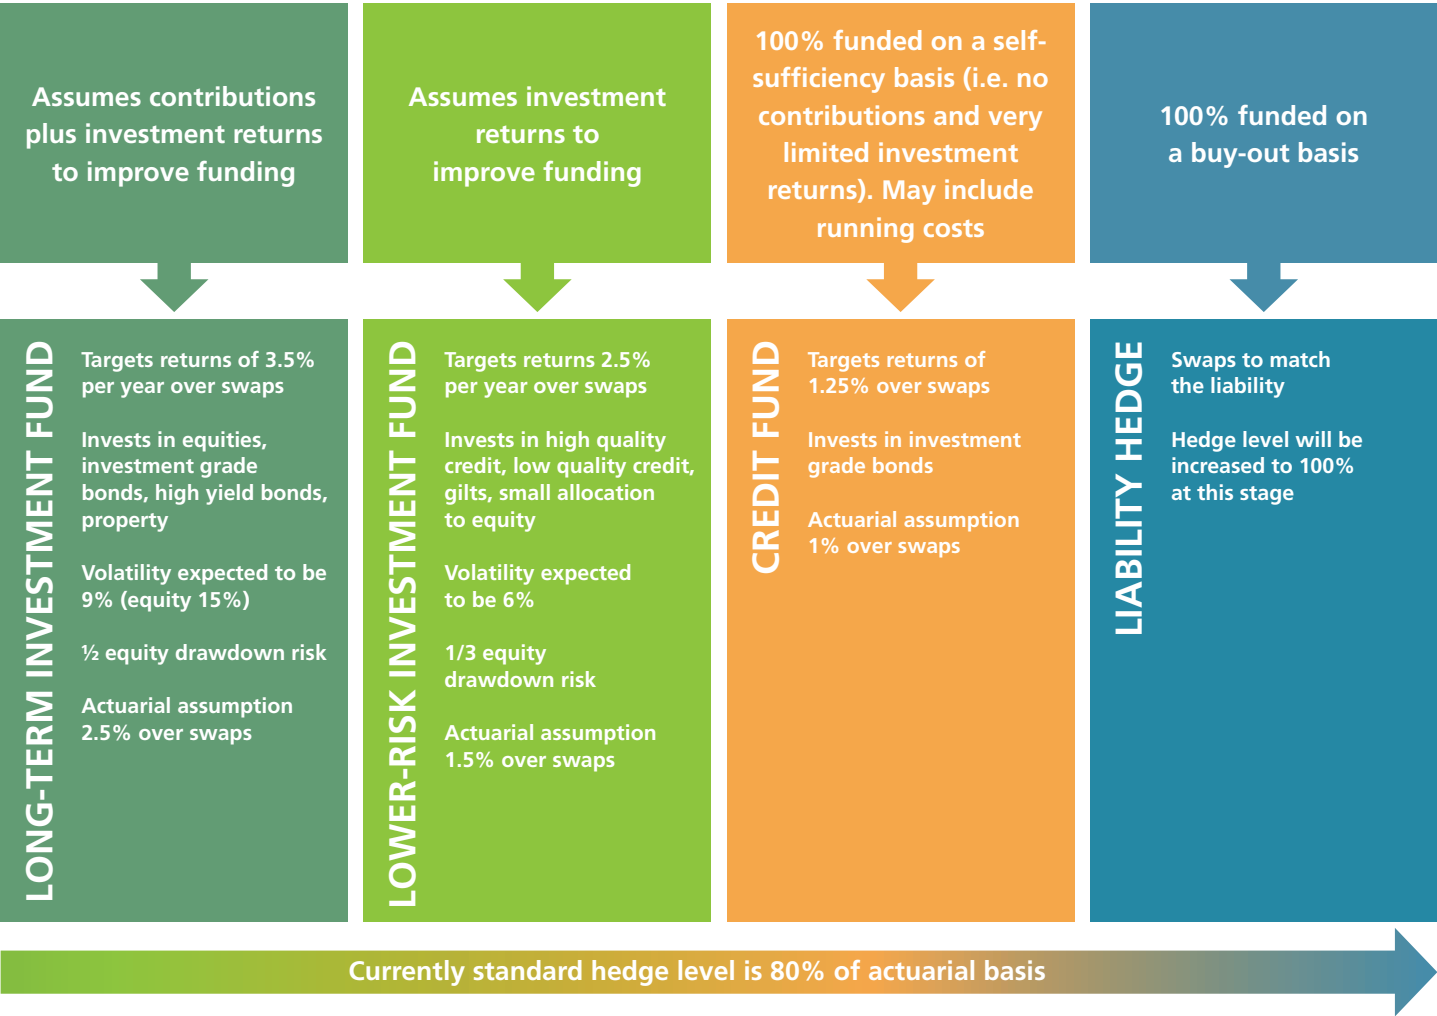 Assumes contributions
plus investment returns
to improve funding
Assumes investment
returns to
improve funding
100% funded on a self-
sufficiency basis (i.e. no
contributions and very
limited investment
returns). May include
running costs
100% funded on
a buy-out basis
LONG-TERM INVESTMENT FUND
Targets returns of 3.5%
per year over swaps
Invests in equities,
investment grade
bonds, high yield bonds,
property
Volatility expected to be
9% (equity 15%)
½ equity drawdown risk
Actuarial assumption
2.5% over swaps
LOWER-RISK INVESTMENT FUND
Targets returns 2.5%
per year over swaps
Invests in high quality
credit, low quality credit,
gilts, small allocation
to equity
Volatility expected
to be 6%
1/3 equity
drawdown risk
Actuarial assumption
1.5% over swaps
CREDIT FUND
Targets returns of
1.25% over swaps
Invests in investment
grade bonds
Actuarial assumption
1% over swaps
LIABILITY HEDGE
Swaps to match
the liability
Hedge level will be
increased to 100%
at this stage
Currently standard hedge level is 80% of actuarial basis